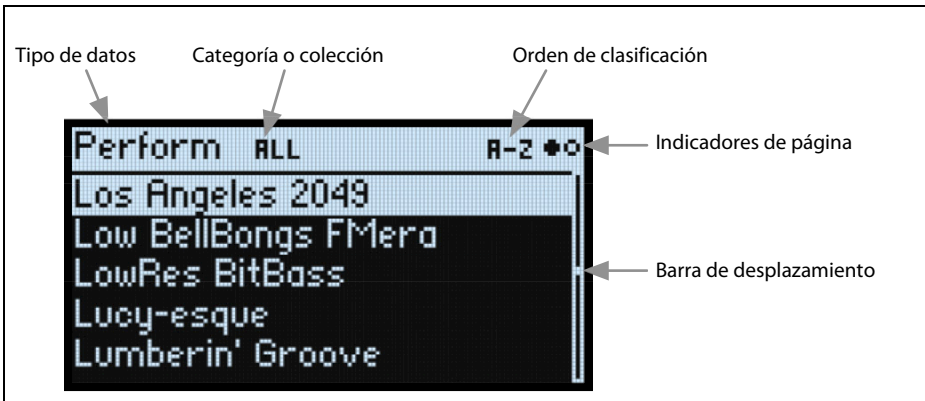 Tipo de datos Categoría o colección Orden de clasificación
Perform ALL A-Z
Indicadores de página
Los Angeles 2049
Low BellBongs FMera
LowRes BitBass
Barra de desplazamiento
Lucy-esque
Lumberin' Groove